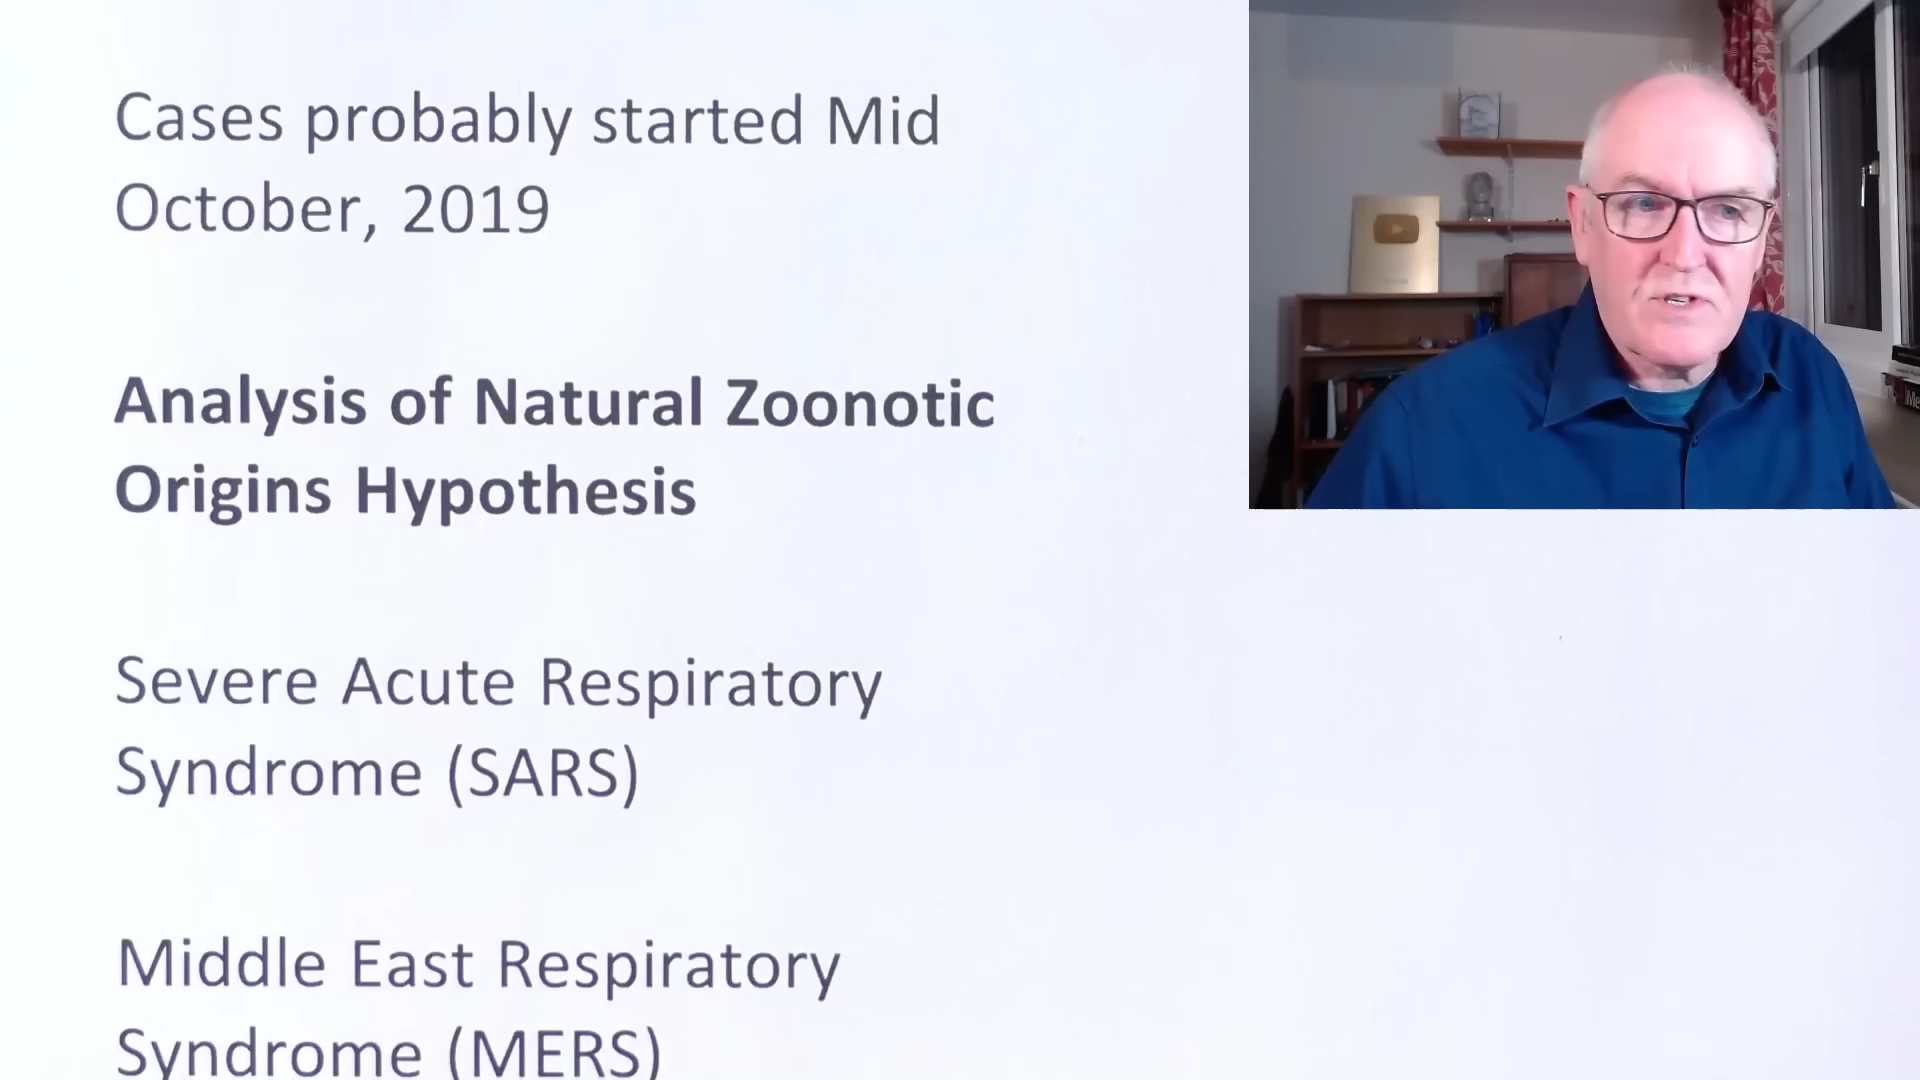 Cases probably started Mid
October, 2019
Analysis of Natural Zoonotic
Origins Hypothesis
Severe Acute Respiratory
Syndrome (SARS)
Middle East Respiratory
Syndrome (MERS)